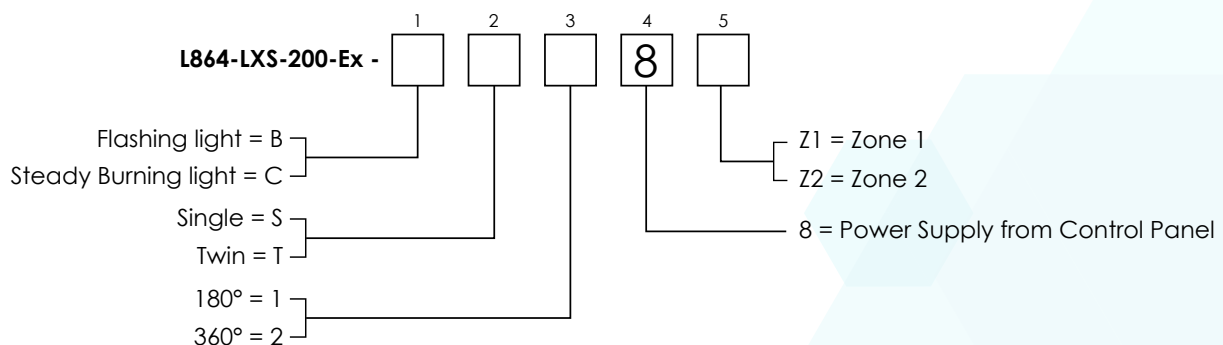 1 2 3 4 5
L864-LXS-200-Ex - 8
Flashing light = B
Steady Burning light = C
Single = S
Twin = T
180° = 1
360° = 2
Z1 = Zone 1
Z2 = Zone 2
8 = Power Supply from Control Panel